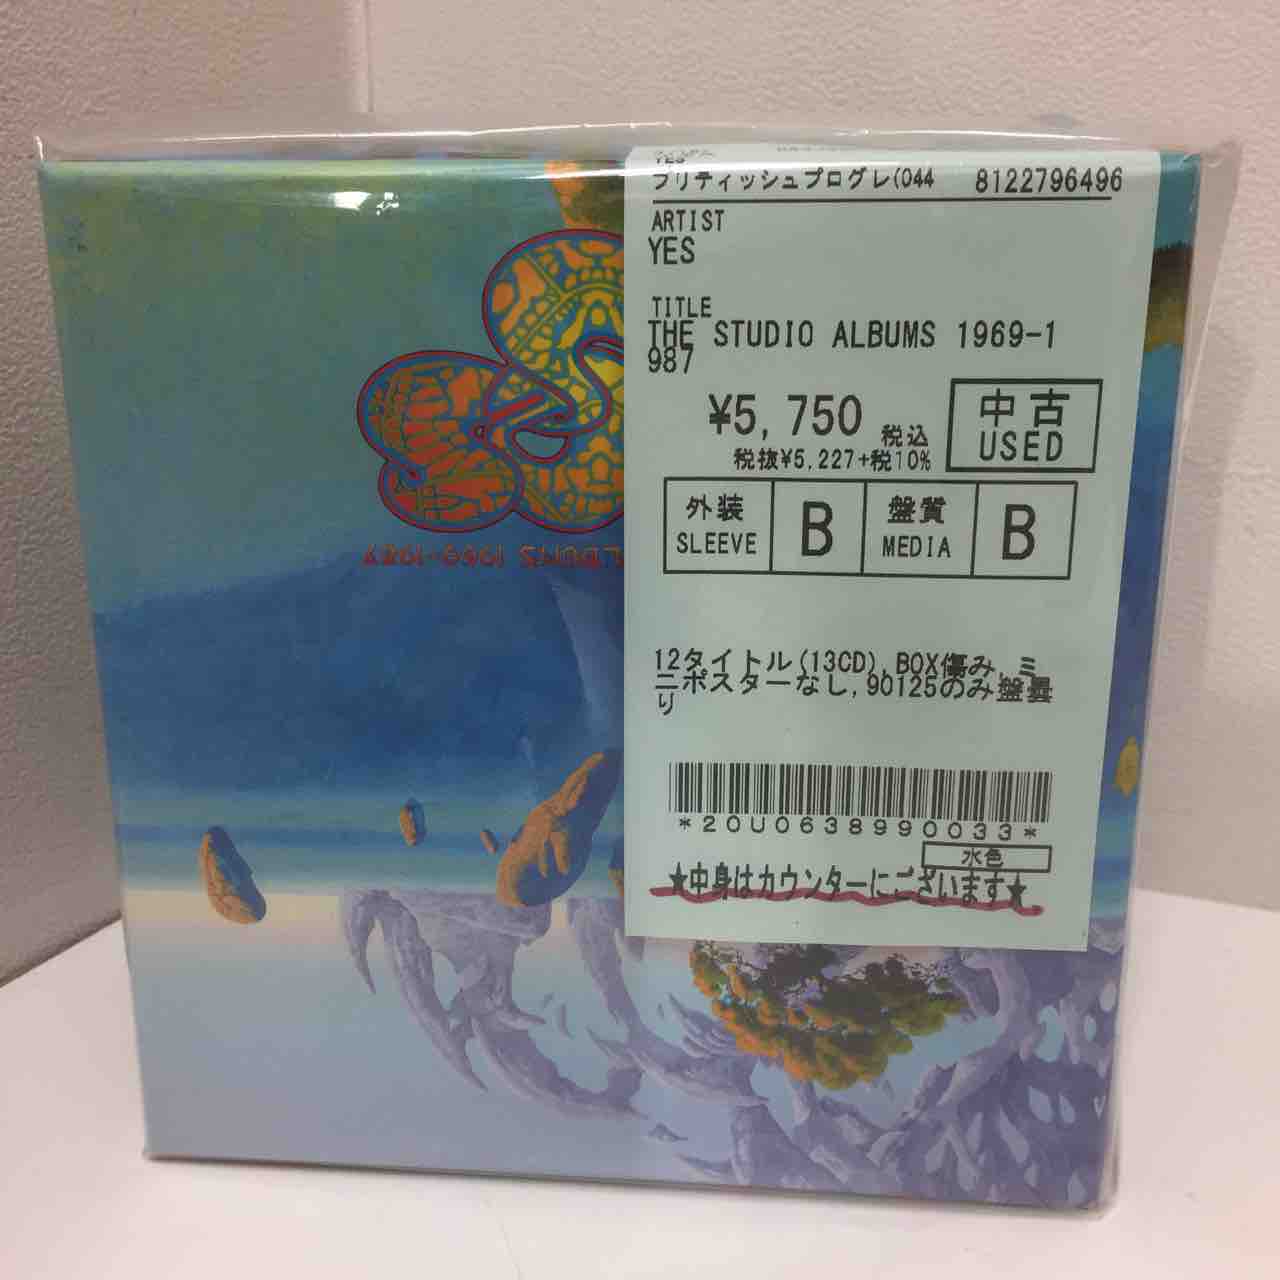 YES
ブリティッシュプログレ(044 8122796496
ARTIST
YES
TITLE
THE STUDIO ALBUMS 1969-1
987
¥5,750 税込
税抜¥5,227+税10%
中古
USED
外装
SLEEVE
B
盤質
MEDIA
B
12タイトル(13CD),BOX傷み,ミ
ニポスターなし,90125のみ盤曇
り
*20U0638990033*
水色
★中身はカウンターにございます★
LBUMS 1969-1987